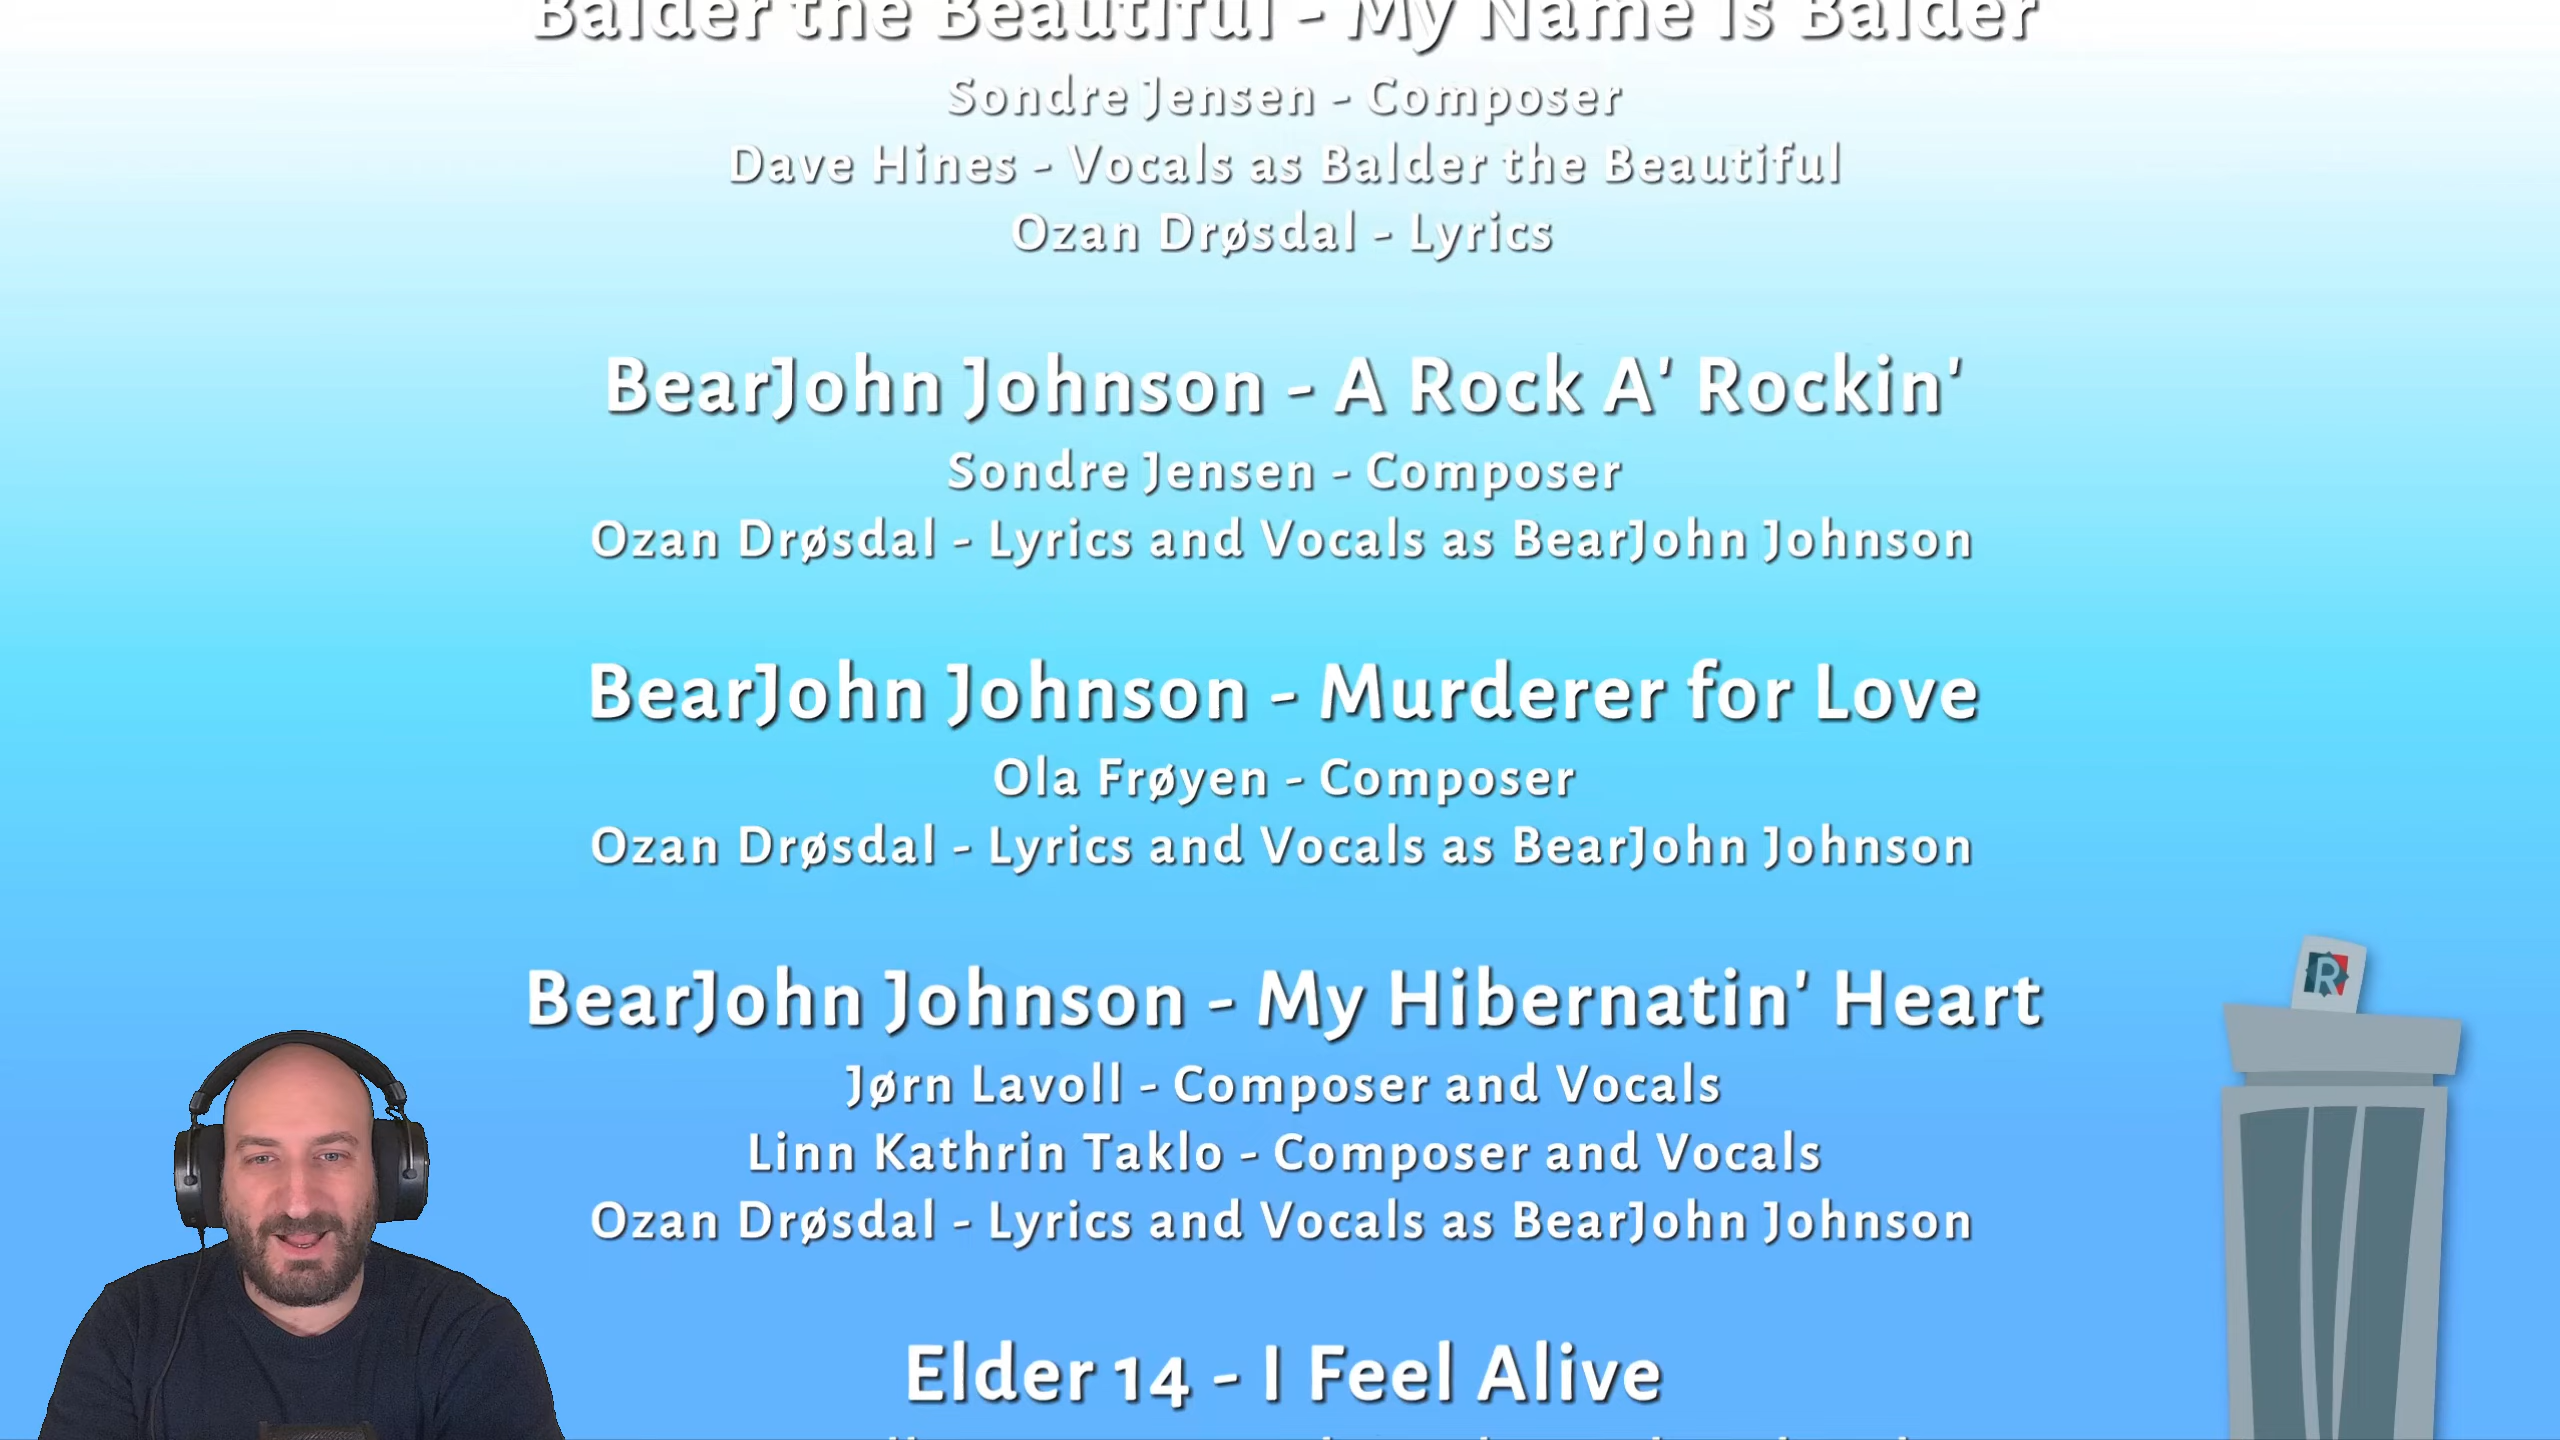 Balder the Beautiful - My Name is Balder
Sondre Jensen - Composer
Dave Hines - Vocals as Balder the Beautiful
Ozan Drøsdal - Lyrics
BearJohn Johnson - A Rock A' Rockin'
Sondre Jensen - Composer
Ozan Drøsdal - Lyrics and Vocals as BearJohn Johnson
BearJohn Johnson - Murderer for Love
Ola Frøyen - Composer
Ozan Drøsdal - Lyrics and Vocals as BearJohn Johnson
BearJohn Johnson - My Hibernatin' Heart
R
Jørn Lavoll - Composer and Vocals
Linn Kathrin Taklo - Composer and Vocals
Ozan Drøsdal - Lyrics and Vocals as BearJohn Johnson
Elder 14 - I Feel Alive